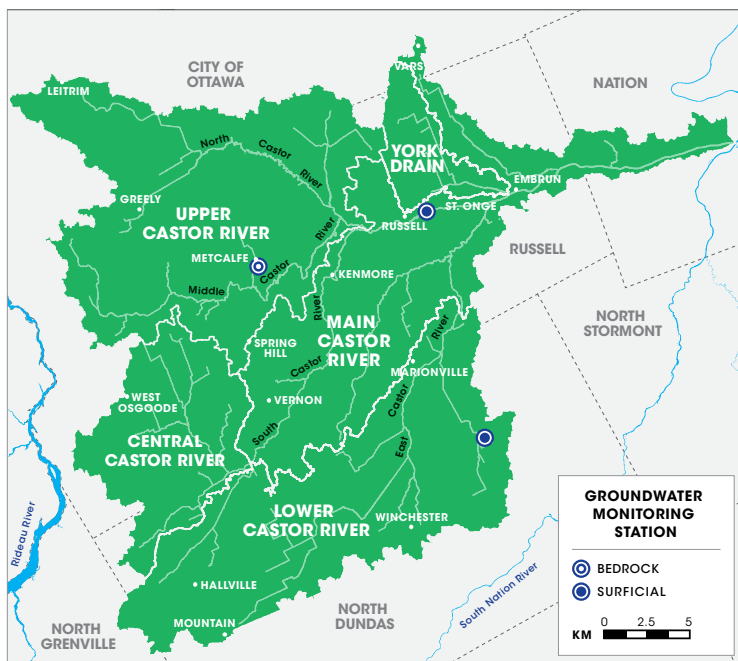 CITY OF
OTTAWA
NATION
LEITRIM
VARS
North
Castor
River
YORK
DRAIN
EMBRUN
GREELY
UPPER
CASTOR RIVER
River
RUSSELL
ST. ONGE
METCALFE
Castor
Middle
KENMORE
RUSSELL
River
MAIN
CASTOR
RIVER
NORTH
STORMONT
River
SPRING
HILL
Castor
MARIONVILLE
WEST
OSGOODE
VERNON
Castor
CENTRAL
CASTOR RIVER
South
East
LOWER
CASTOR RIVER
WINCHESTER
Rideau River
HALLVILLE
South Nation River
MOUNTAIN
NORTH
GRENVILLE
NORTH
DUNDAS
GROUNDWATER
MONITORING
STATION
BEDROCK
SURFICIAL
KM 0 2.5 5